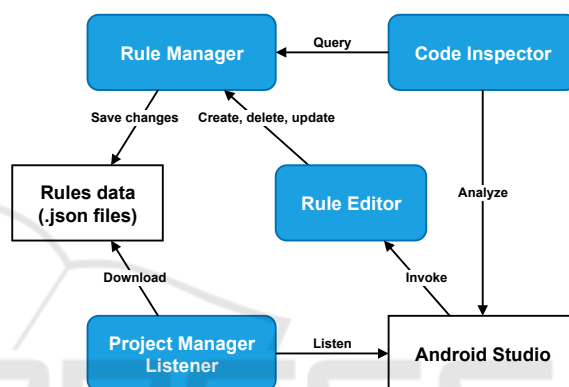 Rule Manager
Query
Code Inspector
Save changes
Create, delete, update
Rules data
(.json files)
Rule Editor
Analyze
Download
Invoke
Project Manager
Listener
Listen
Android Studio